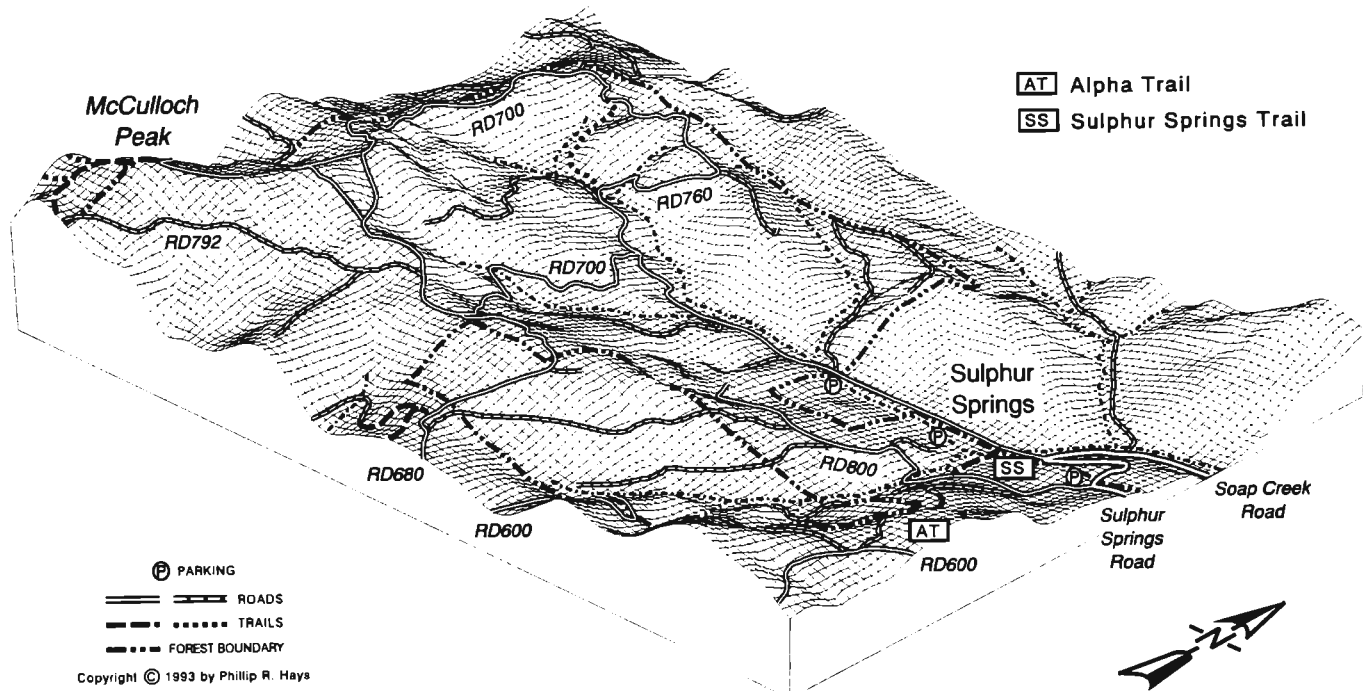 McCulloch
Peak
RD700
AT Alpha Trail
SS Sulphur Springs Trail
RD760
RD792
RD700
Sulphur
Springs
P
P
RD800
SS
P
RD680
Soap Creek
Road
Sulphur
Springs
Road
RD600
AT
RD600
P PARKING
ROADS
TRAILS
FOREST BOUNDARY
Copyright © 1993 by Phillip R. Hays
N